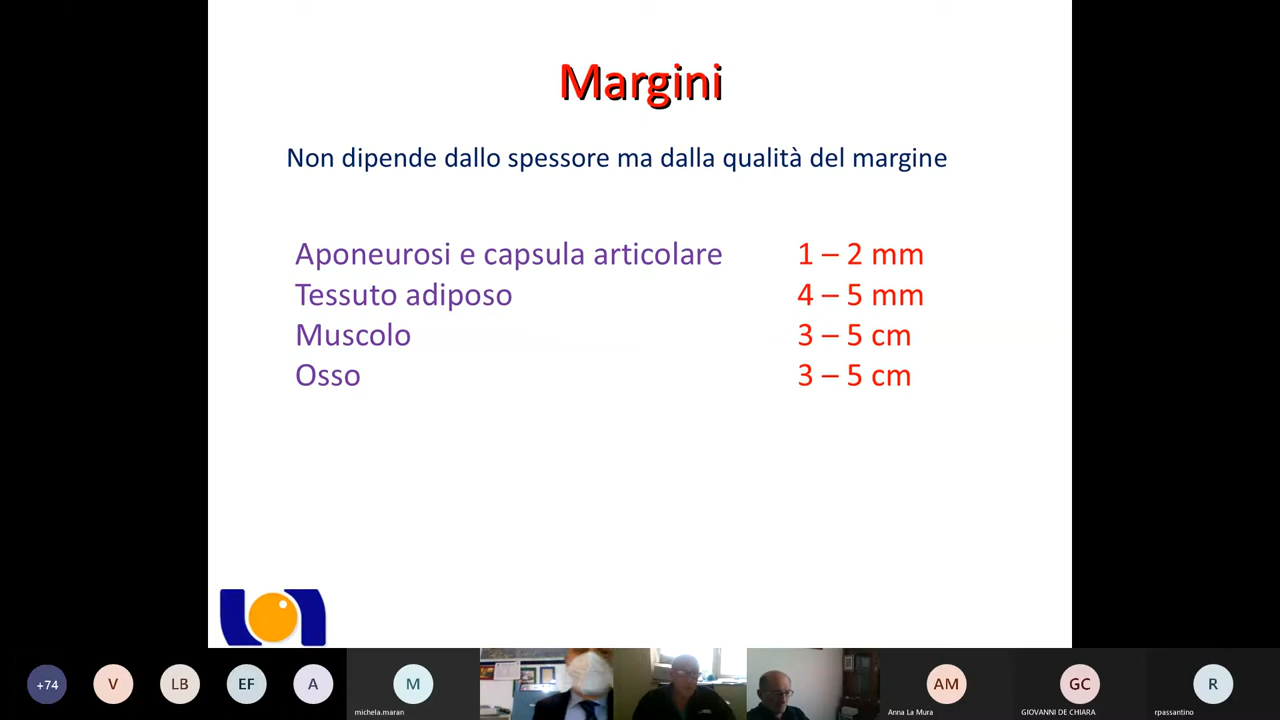 Margini
Non dipende dallo spessore ma dalla qualità del margine
Aponeurosi e capsula articolare 1 – 2 mm
Tessuto adiposo 4 – 5 mm
Muscolo 3 – 5 cm
Osso 3 – 5 cm
+74 V LB EF A M AM GC R
michela.maran Anna La Mura GIOVANNI DE CHIARA rpassantino